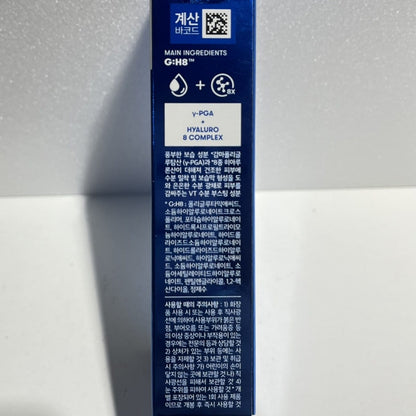 계산
바코드
MAIN INGREDIENTS
G:H8™
+
8X
γ-PGA
+
HYALURO
8 COMPLEX
풍부한 보습 성분 "감마폴리글
루탐산 (γ-PGA)과 "8중 히아루
론산이 더해져 건조한 피부에
수분 밀착 및 보습막 형성을 도
와 은은한 수분 광채로 피부를
감싸주는 VT 수분 부스팅 성분
* G:H8 : 폴리글루타믹애씨드,
소듐하이알루로네이트크로스
폴리머, 포타슘하이알루로네이
트, 하이드록시프로필트라이모
늄하이알루로네이트, 하이드롤
라이즈드소듐하이알루로네이
트, 하이드롤라이즈드하이알루
로닉애씨드, 하이알루로닉애씨
드, 소듐하이알루로네이트, 소
듐아세틸레이티드하이알루로
네이트, 펜틸렌글라이콜, 1,2-헥
산다이올, 정제수
사용할 때의 주의사항 : 1) 화장
품 사용 시 또는 사용 후 직사광
선에 의하여 사용부위가 붉은 반
점, 부어오름 또는 가려움증 등
의 이상 증상이나 부작용이 있는
경우에는 전문의 등과 상담할 것
2) 상처가 있는 부위 등에는 사
용을 자제할 것 3) 보관 및 취급
시 주의사항 가) 어린이의 손이
닿지 않는 곳에 보관할 것 나) 직
사광선을 피해서 보관할 것 4)
눈 주위를 피하여 사용할 것 * 개
별 포장되어 있는 1회 사용 제품
이므로 개봉 후 즉시 사용할 것